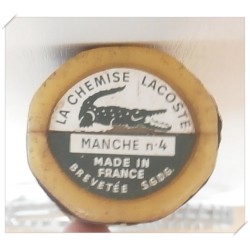 LA CHEMISE LACOSTE
MANCHE n·4
MADE IN
FRANCE
BREVETÉE S.G.D.G.